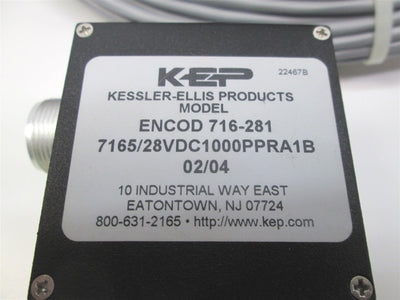 KEP
22467B
KESSLER-ELLIS PRODUCTS
MODEL
ENCOD 716-281
7165/28VDC1000PPRA1B
02/04
10 INDUSTRIAL WAY EAST
EATONTOWN, NJ 07724
800-631-2165 • http://www.kep.com